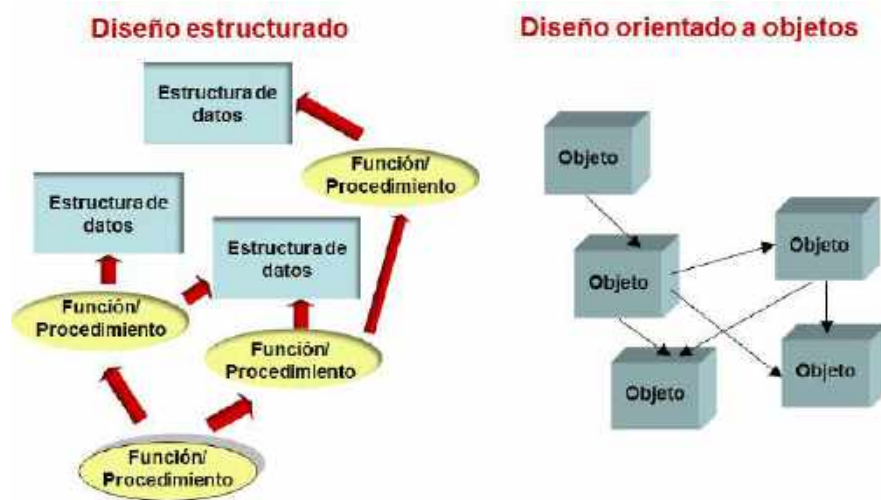 Diseño estructurado
Estructura de
datos
Función/
Procedimiento
Estructura de
datos
Estructura de
datos
Función/
Procedimiento
Función/
Procedimiento
Función/
Procedimiento
Diseño orientado a objetos
Objeto
Objeto
Objeto
Objeto
Objeto